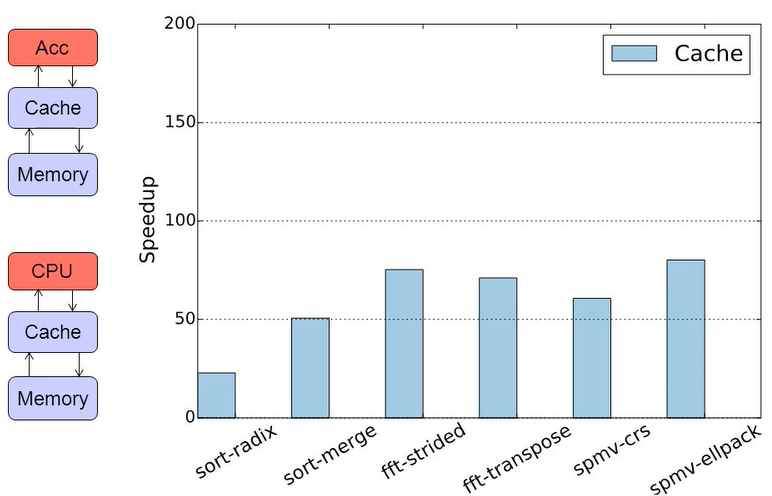 Acc
Cache
Memory
CPU
Cache
Memory
Speedup
200
150
100
50
0
Cache
sort-radix
sort-merge
fft-strided
fft-transpose
spmv-crs
spmv-ellpack